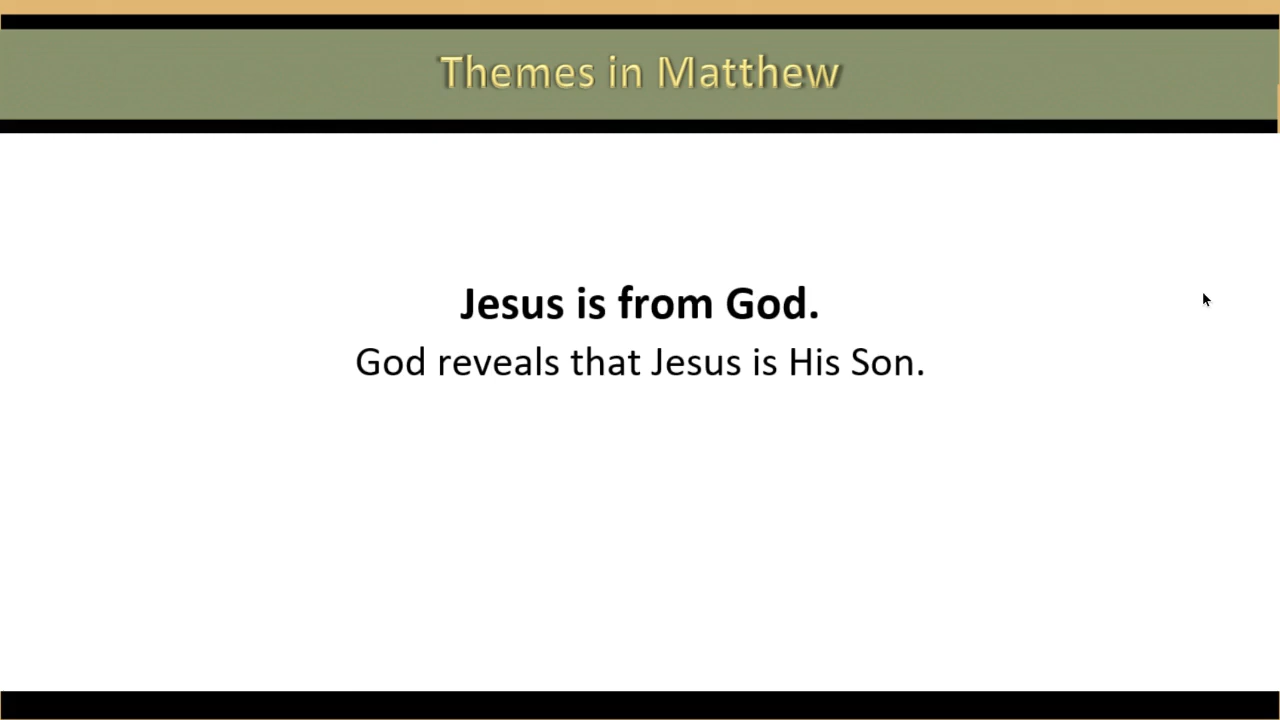 Themes in Matthew
Jesus is from God.
God reveals that Jesus is His Son.